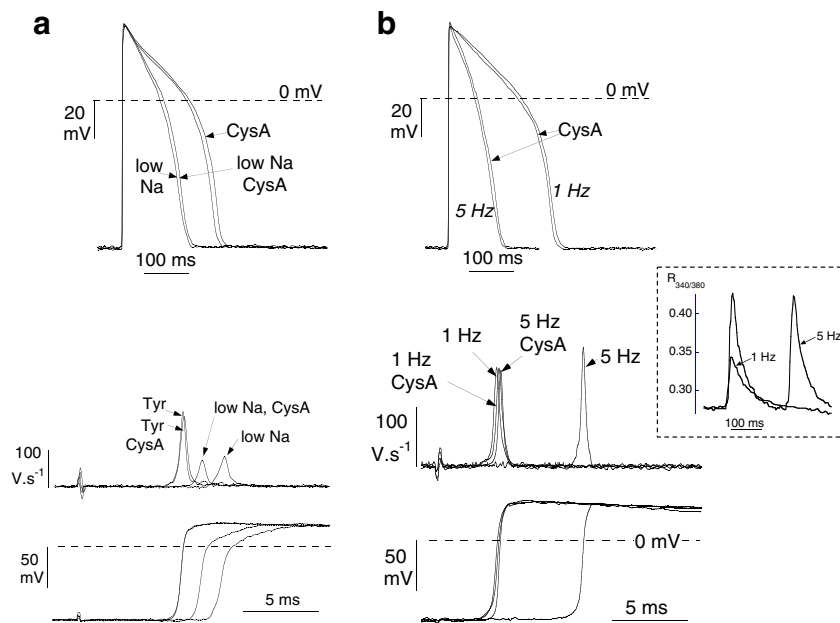 a
0 mV
20
mV
CysA
low
Na
low Na
CysA
100 ms
Tyr
Tyr
CysA
low Na, CysA
low Na
100
V.s-1
50
mV
5 ms
b
0 mV
20
mV
CysA
5 Hz
1 Hz
100 ms
1 Hz
5 Hz
CysA
5 Hz
1 Hz
CysA
100
V.s-1
0 mV
50
mV
5 ms
R340/380
0.40
5 Hz
0.35
1 Hz
0.30
100 ms